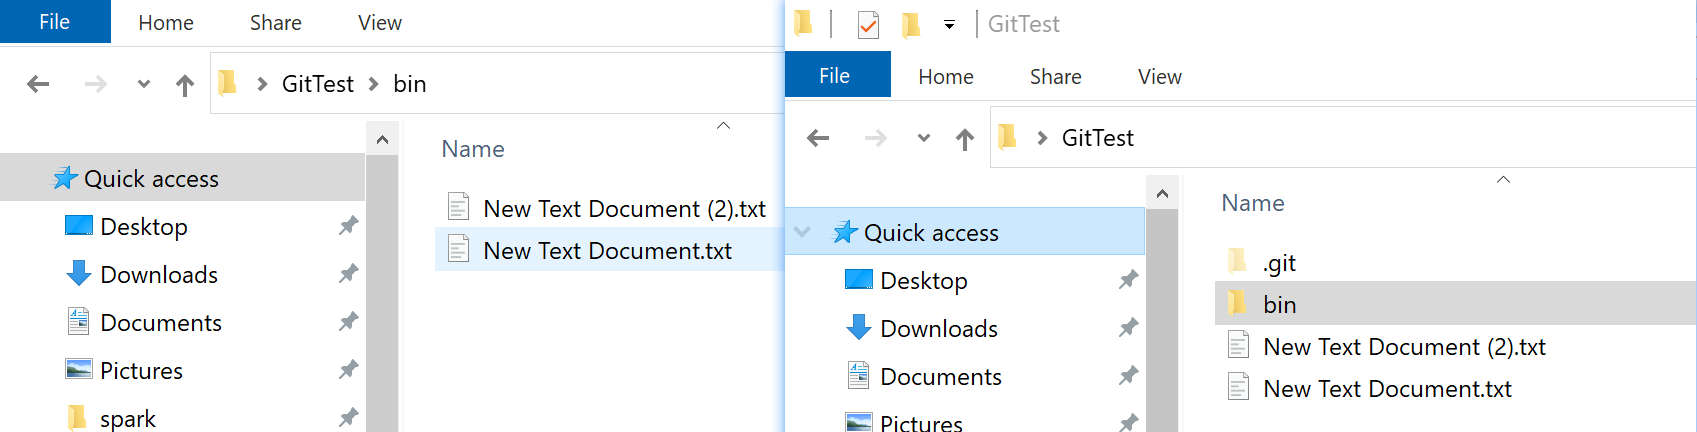 File Home Share View
GitTest bin
Name
Quick access
Desktop
Downloads
Documents
Pictures
spark
New Text Document (2).txt
New Text Document.txt
GitTest
File Home Share View
GitTest
Name
Quick access
Desktop
Downloads
Documents
Pictures
.git
bin
New Text Document (2).txt
New Text Document.txt